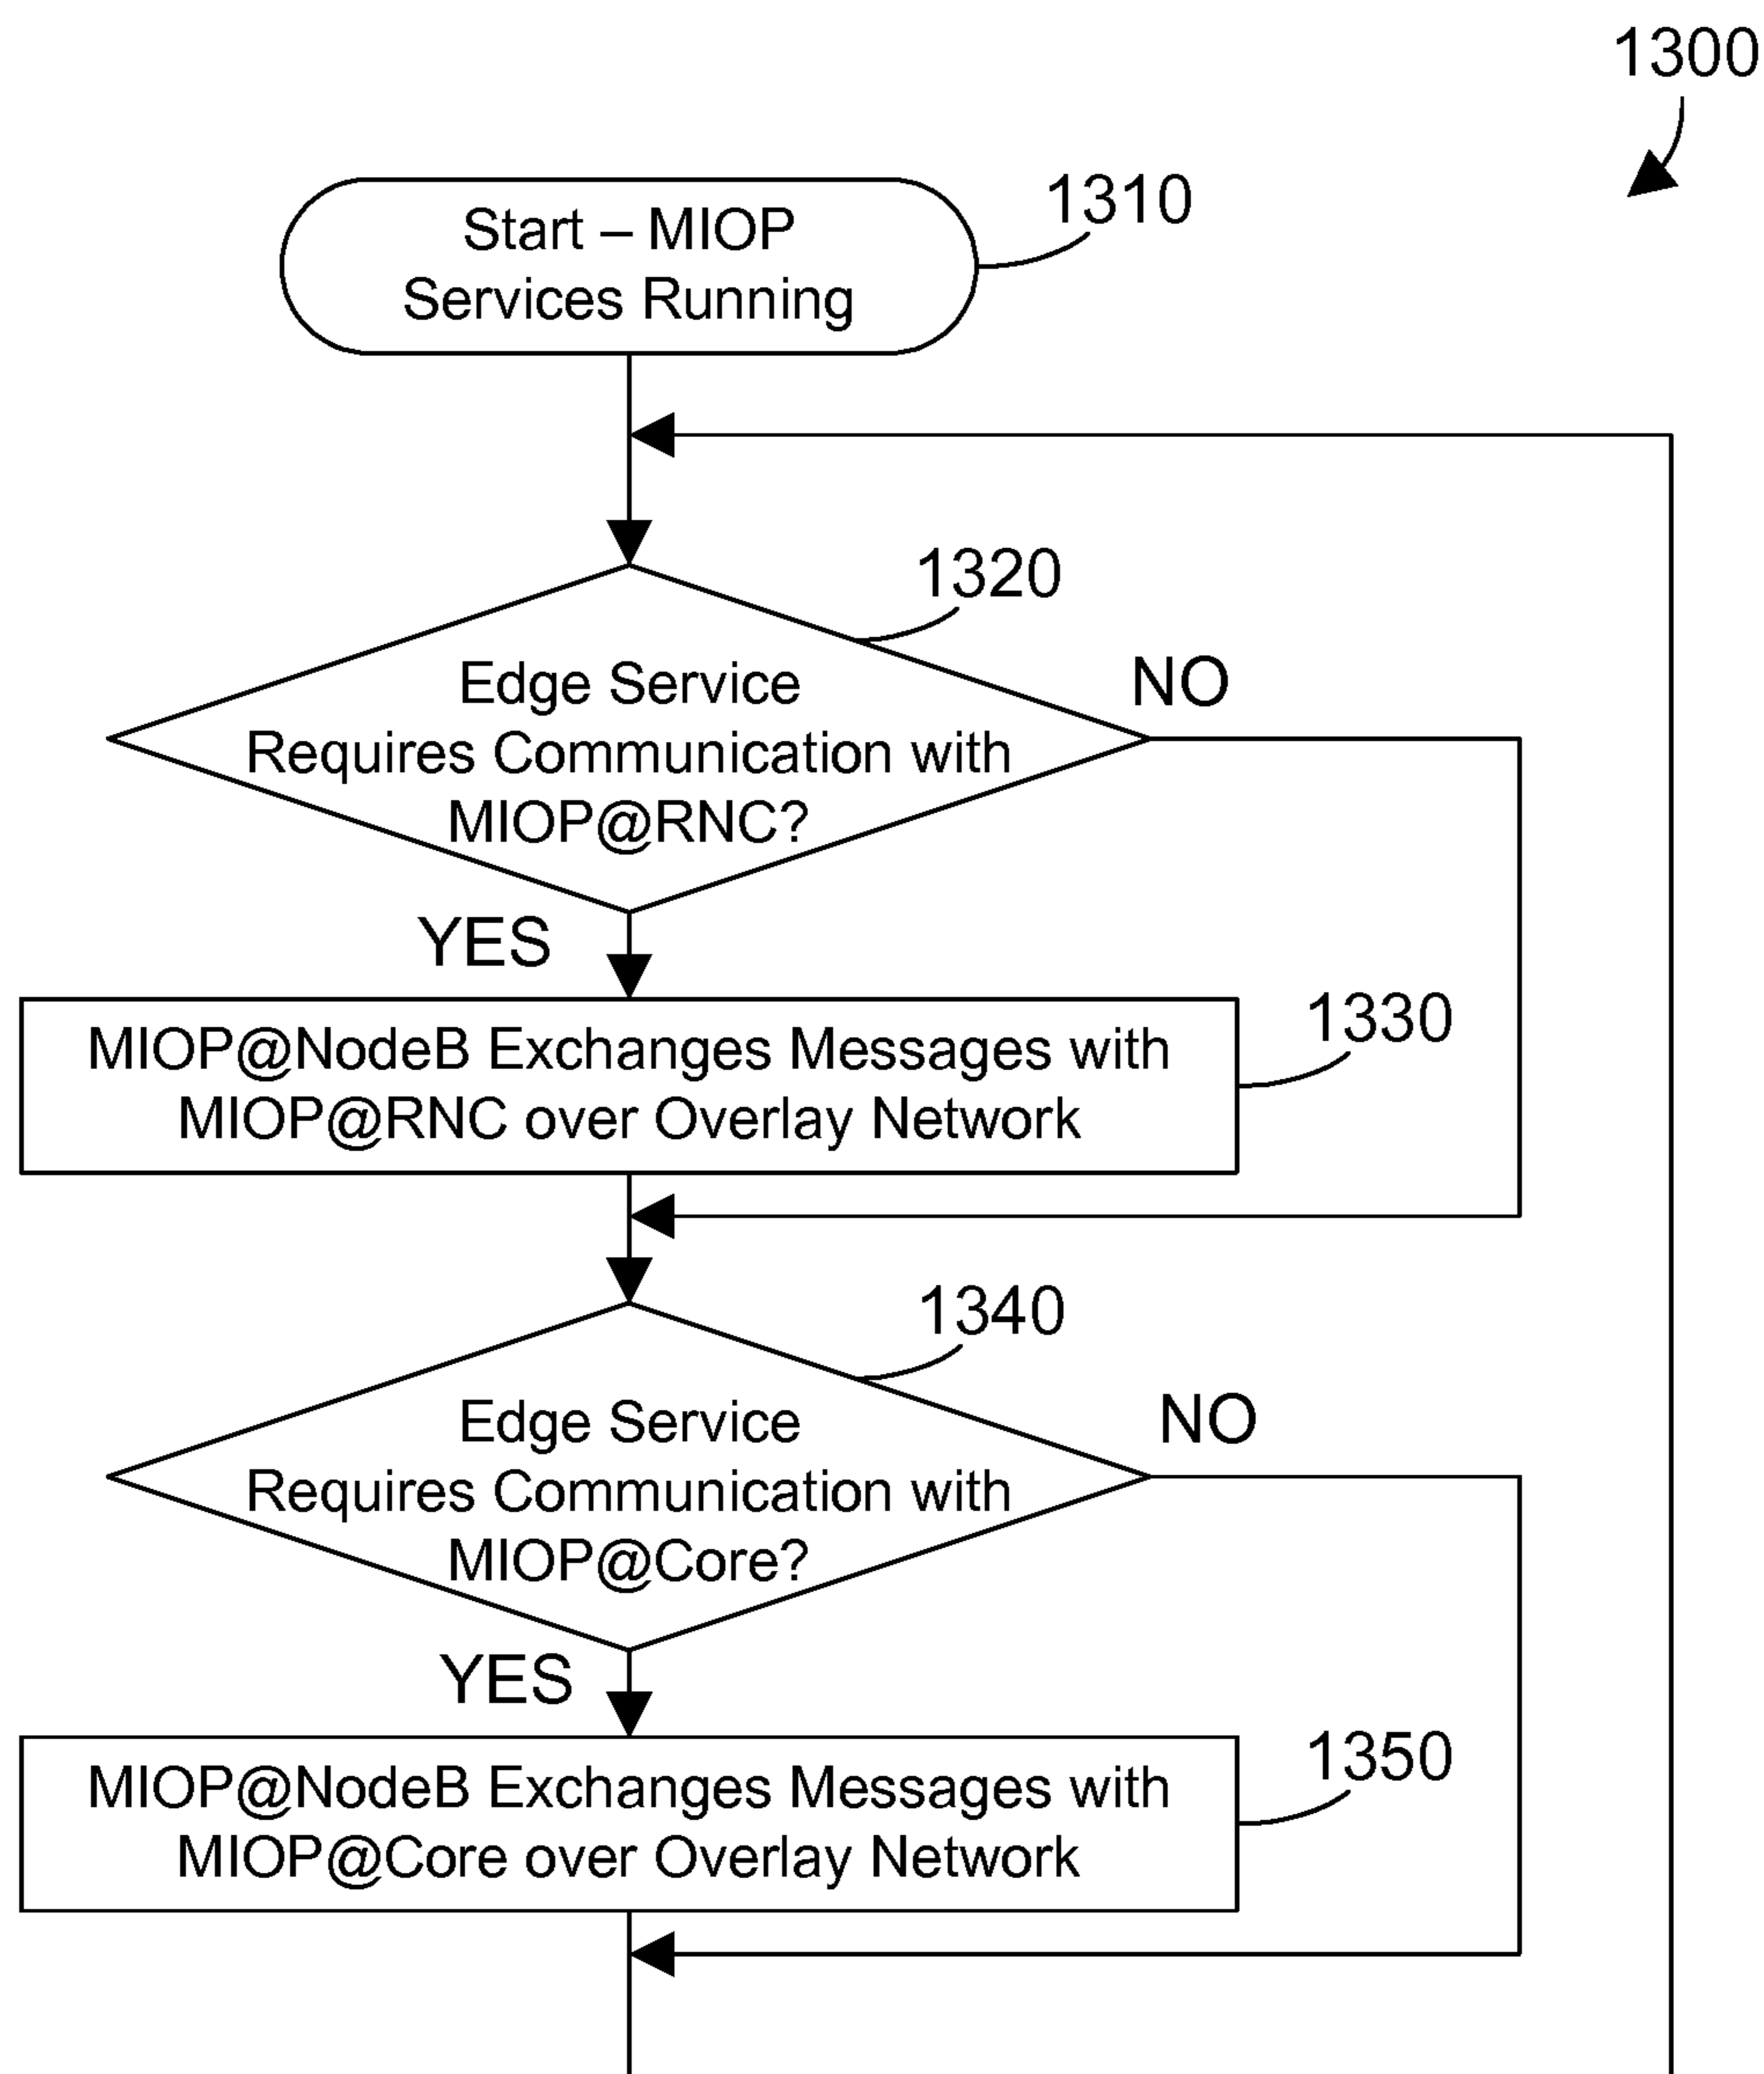 1300
Start – MIOP
Services Running
1310
1320
Edge Service
Requires Communication with
MIOP@RNC?
NO
YES
MIOP@NodeB Exchanges Messages with
MIOP@RNC over Overlay Network
1330
1340
Edge Service
Requires Communication with
MIOP@Core?
NO
YES
MIOP@NodeB Exchanges Messages with
MIOP@Core over Overlay Network
1350